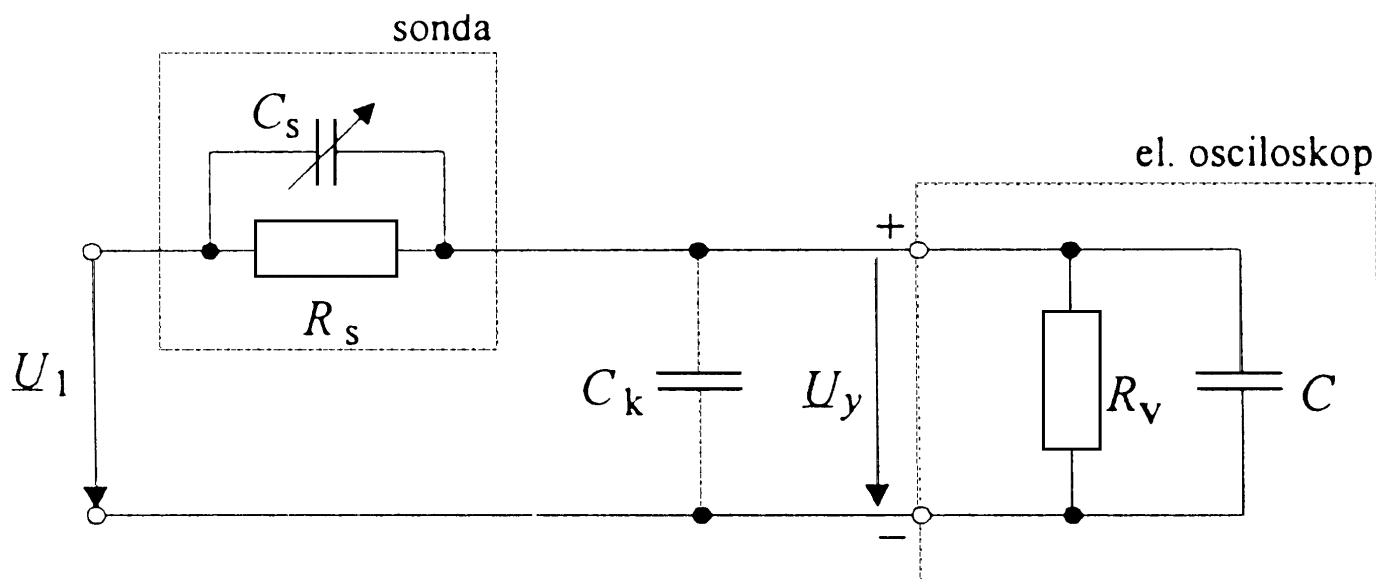 sonda
C_s
el. osciloskop
+
R_s
U_1
C_k
U_y
R_v
C
−